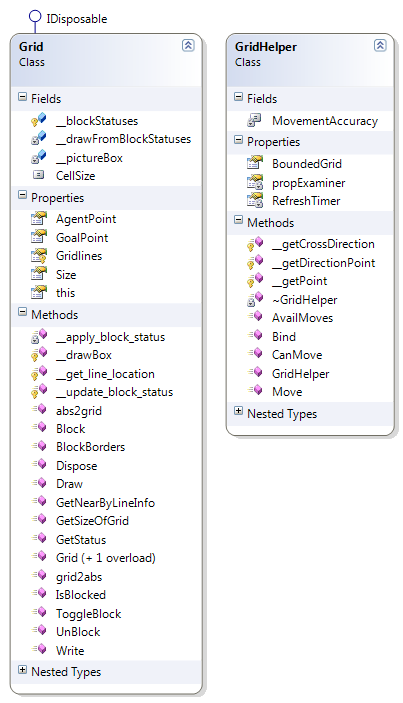 IDisposable
Grid
Class
Fields
__blockStatuses
__drawFromBlockStatuses
__pictureBox
CellSize
Properties
AgentPoint
GoalPoint
Gridlines
Size
this
Methods
__apply_block_status
__drawBox
__get_line_location
__update_block_status
abs2grid
Block
BlockBorders
Dispose
Draw
GetNearByLineInfo
GetSizeOfGrid
GetStatus
Grid (+ 1 overload)
grid2abs
IsBlocked
ToggleBlock
UnBlock
Write
Nested Types
GridHelper
Class
Fields
MovementAccuracy
Properties
BoundedGrid
propExaminer
RefreshTimer
Methods
__getCrossDirection
__getDirectionPoint
__getPoint
~GridHelper
AvailMoves
Bind
CanMove
GridHelper
Move
Nested Types